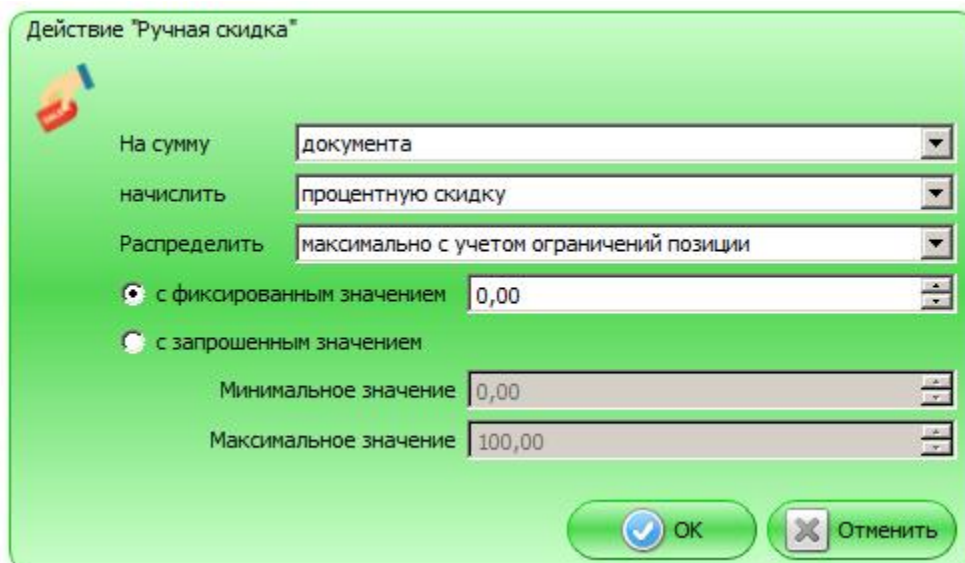 Действие "Ручная скидка"
На сумму документа
начислить процентную скидку
Распределить максимально с учетом ограничений позиции
с фиксированным значением 0,00
с запрошенным значением
Минимальное значение 0,00
Максимальное значение 100,00
OK Отменить